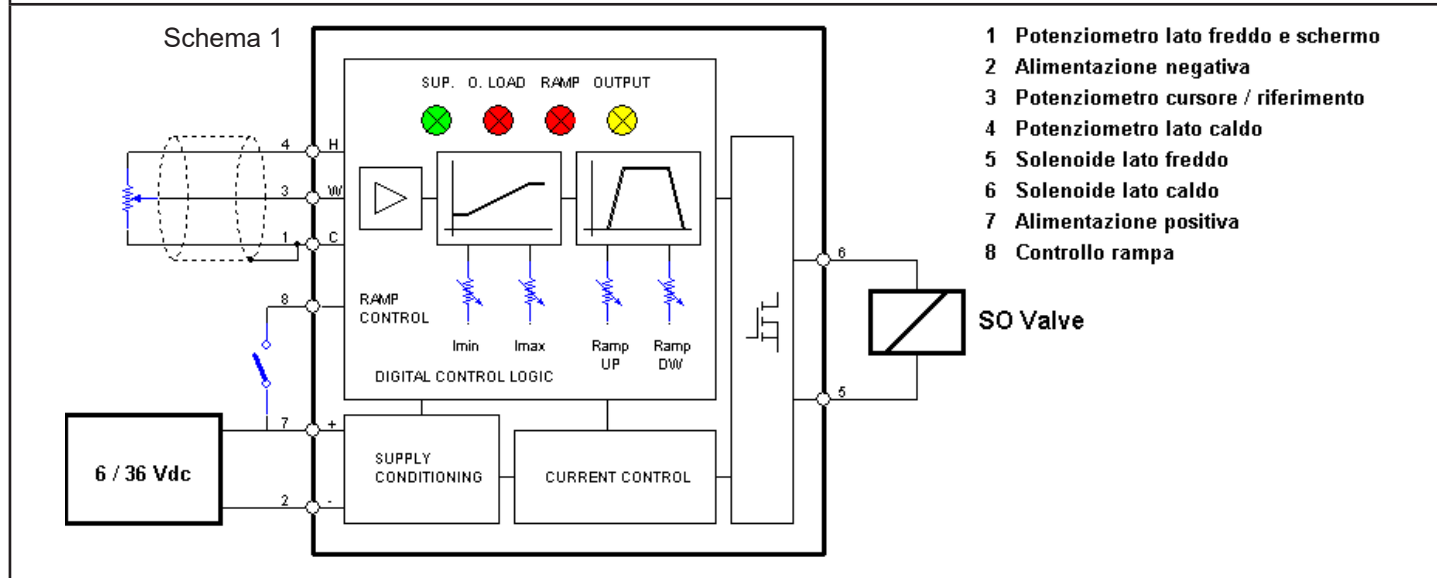 Schema 1
SUP. O. LOAD RAMP OUTPUT
4 H
3 W
1 C
8 RAMP CONTROL
Imin Imax Ramp UP Ramp DW
DIGITAL CONTROL LOGIC
7 +
2 -
6 / 36 Vdc
SUPPLY CONDITIONING
CURRENT CONTROL
6
5
SO Valve
1 Potenziometro lato freddo e schermo
2 Alimentazione negativa
3 Potenziometro cursore / riferimento
4 Potenziometro lato caldo
5 Solenoide lato freddo
6 Solenoide lato caldo
7 Alimentazione positiva
8 Controllo rampa